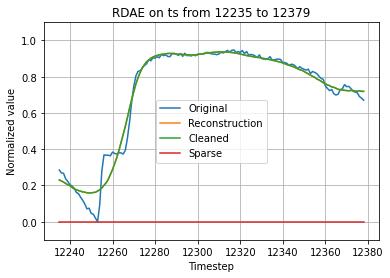 RDAE on ts from 12235 to 12379
1.0
0.8
0.6
0.4
0.2
0.0
Normalized value
Original
Reconstruction
Cleaned
Sparse
12240 12260 12280 12300 12320 12340 12360 12380
Timestep